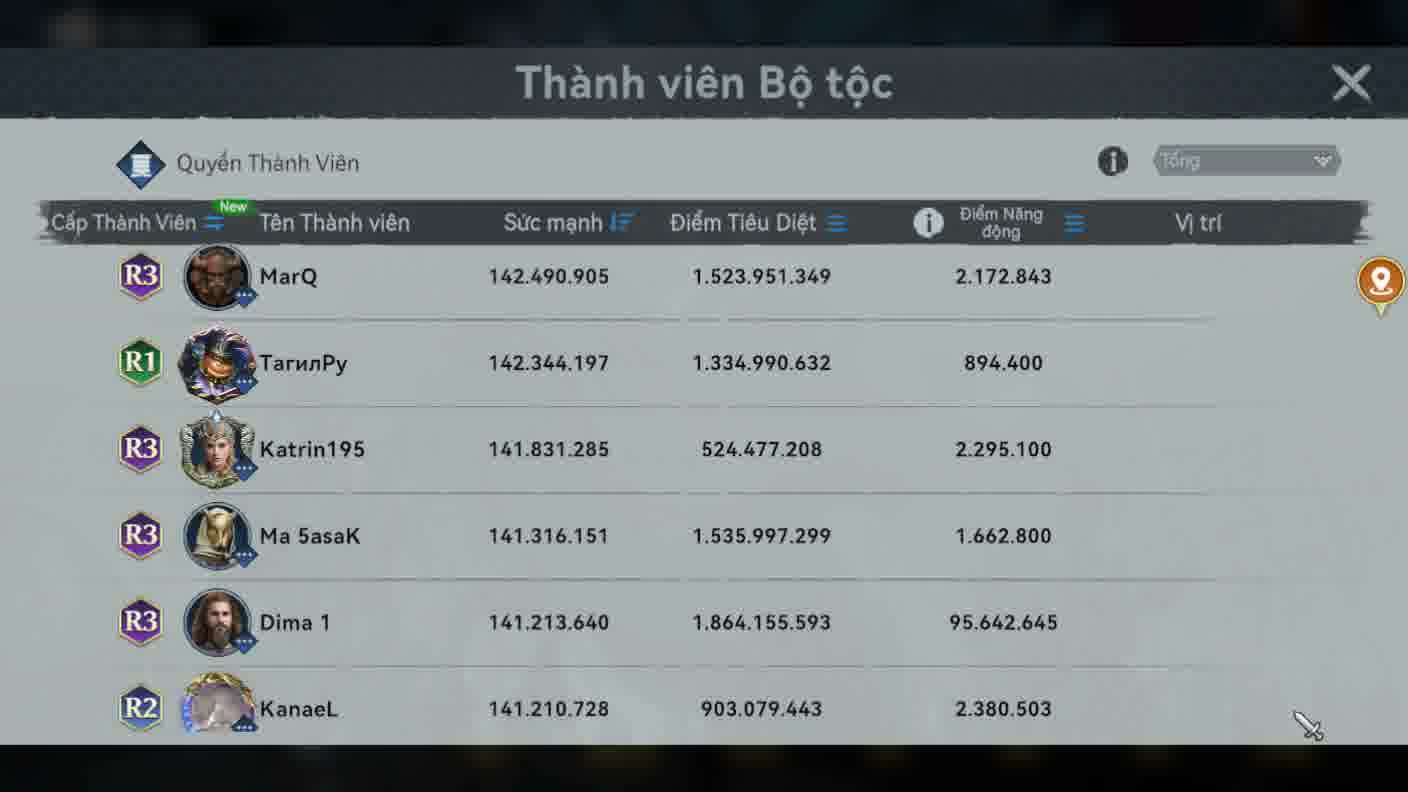 Thành viên Bộ tộc
Quyền Thành Viên
Tổng
Cấp Thành Viên New Tên Thành viên Sức mạnh Điểm Tiêu Diệt Điểm Năng động Vị trí
R3 MarQ 142.490.905 1.523.951.349 2.172.843
R1 ТагилРу 142.344.197 1.334.990.632 894.400
R3 Katrin195 141.831.285 524.477.208 2.295.100
R3 Ma 5asaK 141.316.151 1.535.997.299 1.662.800
R3 Dima 1 141.213.640 1.864.155.593 95.642.645
R2 KanaeL 141.210.728 903.079.443 2.380.503